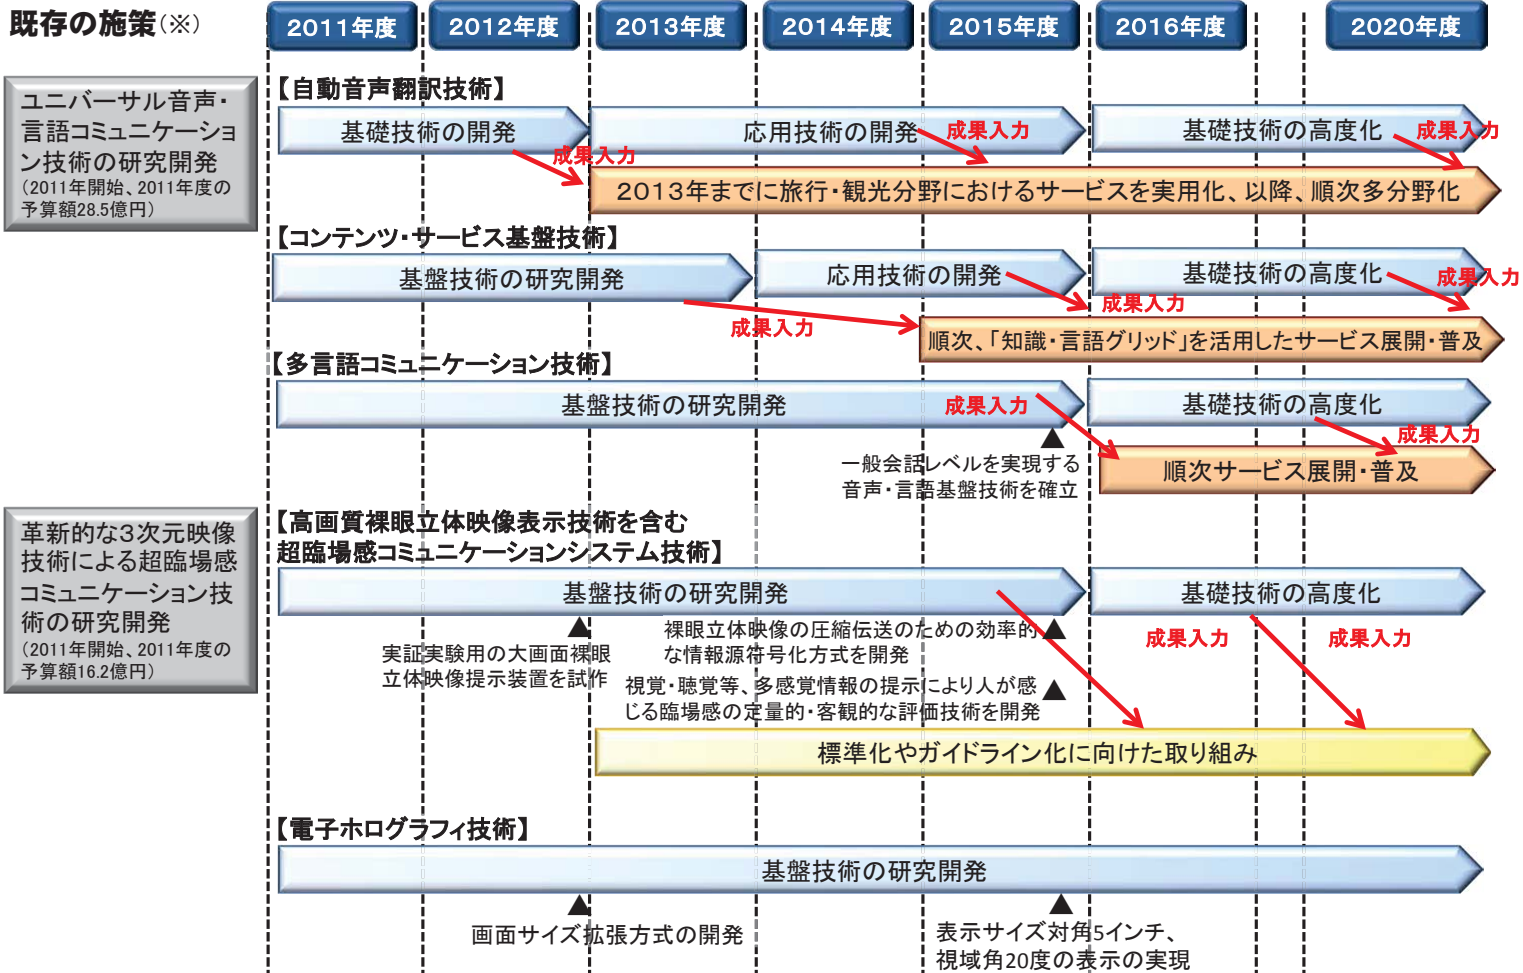 既存の施策(※)
2011年度
2012年度
2013年度
2014年度
2015年度
2016年度
2020年度
ユニバーサル音声・
言語コミュニケーショ
ン技術の研究開発
(2011年開始、2011年度の
予算額28.5億円)
【自動音声翻訳技術】
基礎技術の開発
応用技術の開発
成果入力
基礎技術の高度化
成果入力
成果入力
2013年までに旅行・観光分野におけるサービスを実用化、以降、順次多分野化
【コンテンツ・サービス基盤技術】
基盤技術の研究開発
応用技術の開発
基礎技術の高度化
成果入力
成果入力
成果入力
順次、「知識・言語グリッド」を活用したサービス展開・普及
【多言語コミュニケーション技術】
基盤技術の研究開発
成果入力
基礎技術の高度化
成果入力
一般会話レベルを実現する
音声・言語基盤技術を確立
順次サービス展開・普及
革新的な3次元映像
技術による超臨場感
コミュニケーション技
術の研究開発
(2011年開始、2011年度の
予算額16.2億円)
【高画質裸眼立体映像表示技術を含む
超臨場感コミュニケーションシステム技術】
基盤技術の研究開発
基礎技術の高度化
実証実験用の大画面裸眼
立体映像提示装置を試作
裸眼立体映像の圧縮伝送のための効率的
な情報源符号化方式を開発
成果入力
成果入力
視覚・聴覚等、多感覚情報の提示により人が感
じる臨場感の定量的・客観的な評価技術を開発
標準化やガイドライン化に向けた取り組み
【電子ホログラフィ技術】
基盤技術の研究開発
画面サイズ拡張方式の開発
表示サイズ対角5インチ、
視域角20度の表示の実現